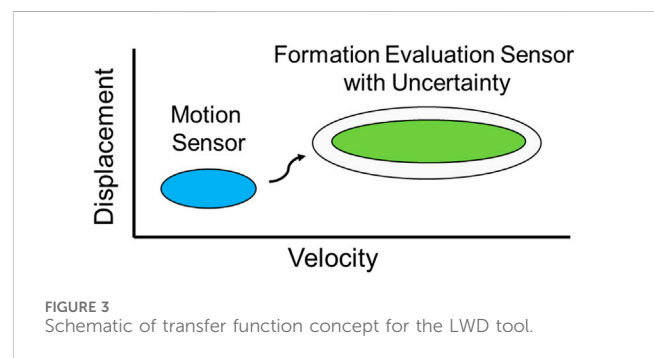 Formation Evaluation Sensor
with Uncertainty
Motion
Sensor
Displacement
Velocity
FIGURE 3
Schematic of transfer function concept for the LWD tool.